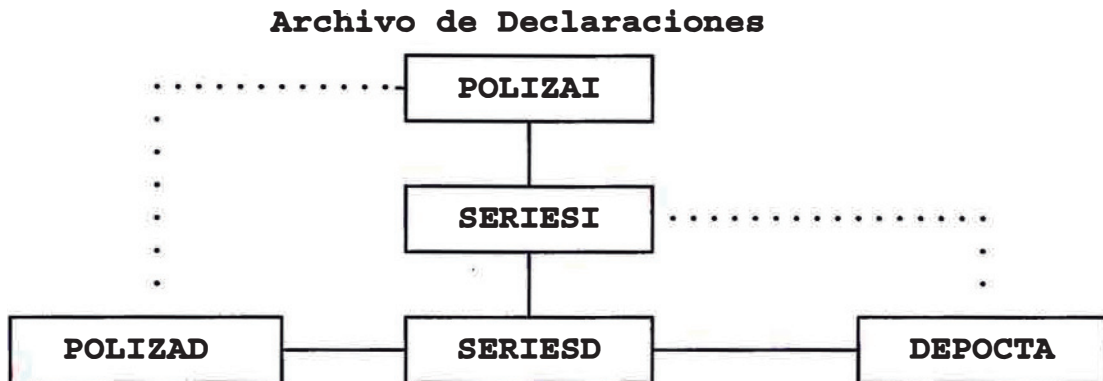 Archivo de Declaraciones
POLIZAI
SERIESI
POLIZAD SERIESD DEPOCTA